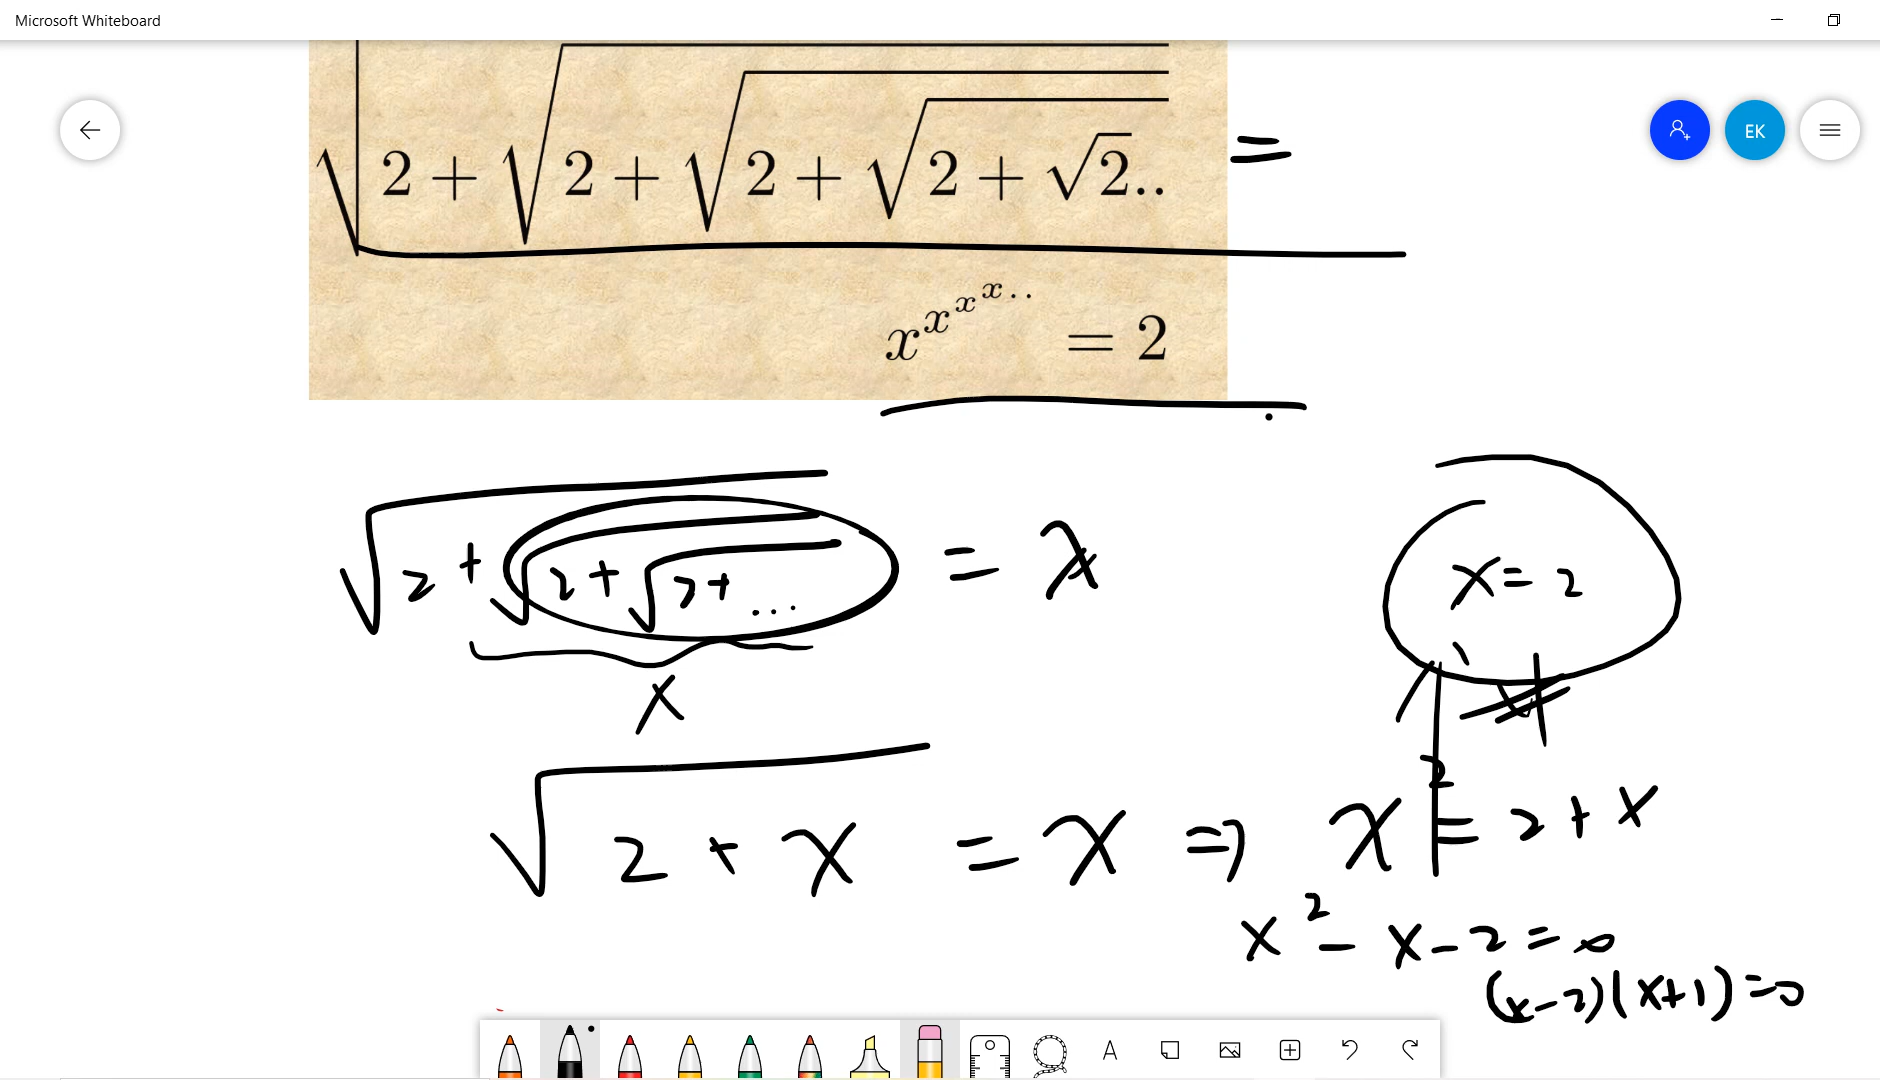 Microsoft Whiteboard
EK
√2 + √2 + √2 + √2 + √2.. =
x^x^x^x.. = 2
√2 + √2 + √2 + ... = x
x
x = 2
√2 + x = x ⇒ x² = 2 + x
x² - x - 2 = 0
(x-2)(x+1) = 0
A